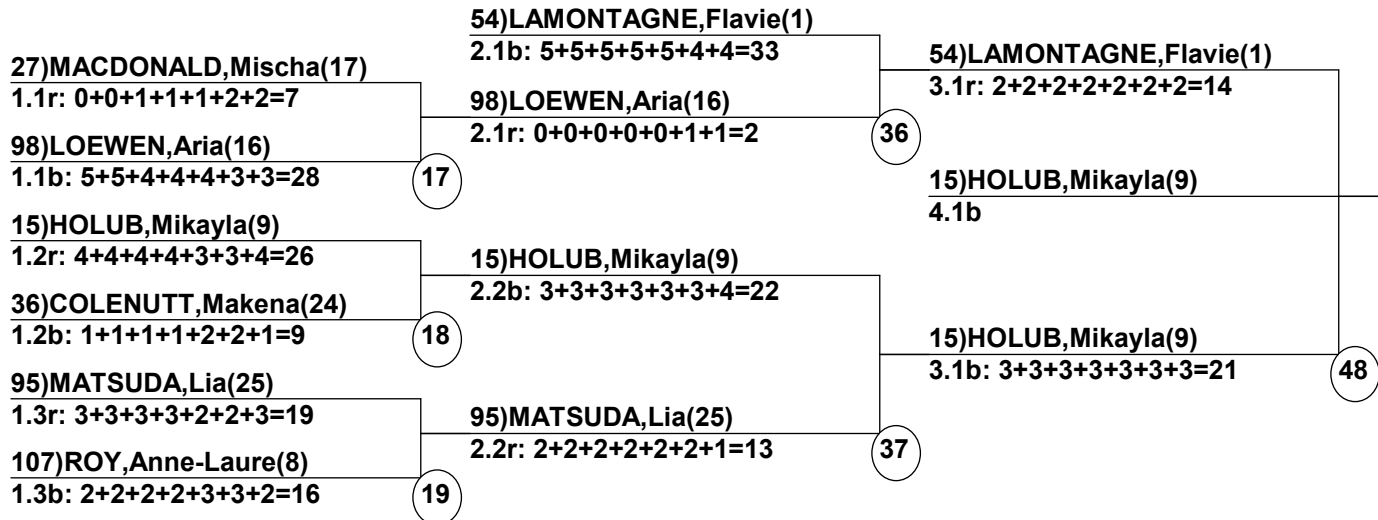 27)MACDONALD,Mischa(17)
1.1r: 0+0+1+1+1+2+2=7
98)LOEWEN,Aria(16)
1.1b: 5+5+4+4+4+3+3=28
17
15)HOLUB,Mikayla(9)
1.2r: 4+4+4+4+3+3+4=26
36)COLENUTT,Makena(24)
1.2b: 1+1+1+1+2+2+1=9
18
95)MATSUDA,Lia(25)
1.3r: 3+3+3+3+2+2+3=19
107)ROY,Anne-Laure(8)
1.3b: 2+2+2+2+3+3+2=16
19
54)LAMONTAGNE,Flavie(1)
2.1b: 5+5+5+5+5+4+4=33
98)LOEWEN,Aria(16)
2.1r: 0+0+0+0+0+1+1=2
36
15)HOLUB,Mikayla(9)
2.2b: 3+3+3+3+3+3+4=22
95)MATSUDA,Lia(25)
2.2r: 2+2+2+2+2+2+1=13
37
54)LAMONTAGNE,Flavie(1)
3.1r: 2+2+2+2+2+2+2=14
15)HOLUB,Mikayla(9)
3.1b: 3+3+3+3+3+3+3=21
48
15)HOLUB,Mikayla(9)
4.1b